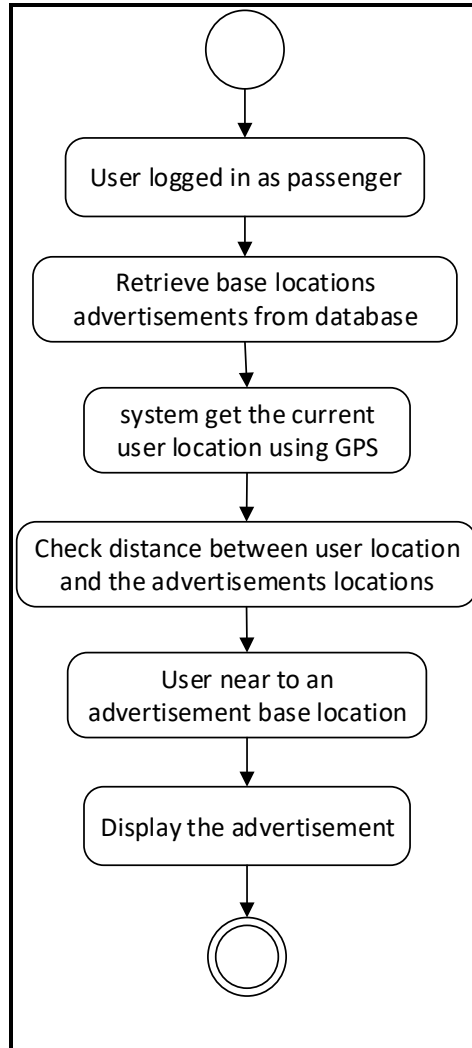 User logged in as passenger
Retrieve base locations
advertisements from database
system get the current
user location using GPS
Check distance between user location
and the advertisements locations
User near to an
advertisement base location
Display the advertisement